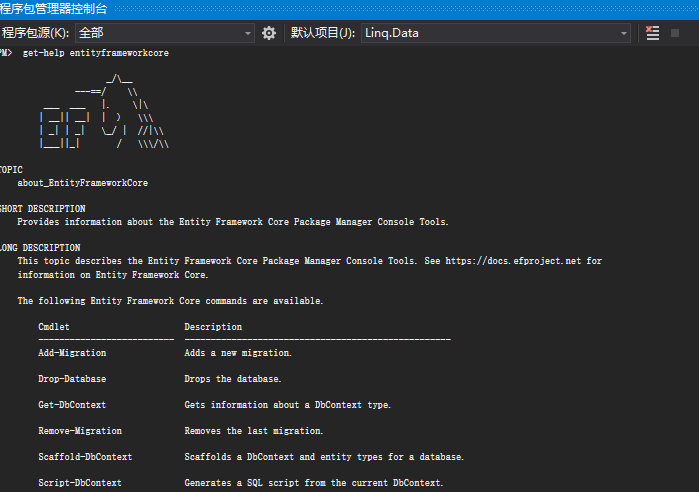 程序包管理器控制台
程序包源(K): 全部 默认项目(J): Linq.Data
PM> get-help entityframeworkcore
TOPIC
about_EntityFrameworkCore
SHORT DESCRIPTION
Provides information about the Entity Framework Core Package Manager Console Tools.
LONG DESCRIPTION
This topic describes the Entity Framework Core Package Manager Console Tools. See https://docs.efproject.net for
information on Entity Framework Core.
The following Entity Framework Core commands are available.
Cmdlet Description
-------------------------- ---------------------------------------------------
Add-Migration Adds a new migration.
Drop-Database Drops the database.
Get-DbContext Gets information about a DbContext type.
Remove-Migration Removes the last migration.
Scaffold-DbContext Scaffolds a DbContext and entity types for a database.
Script-DbContext Generates a SQL script from the current DbContext.